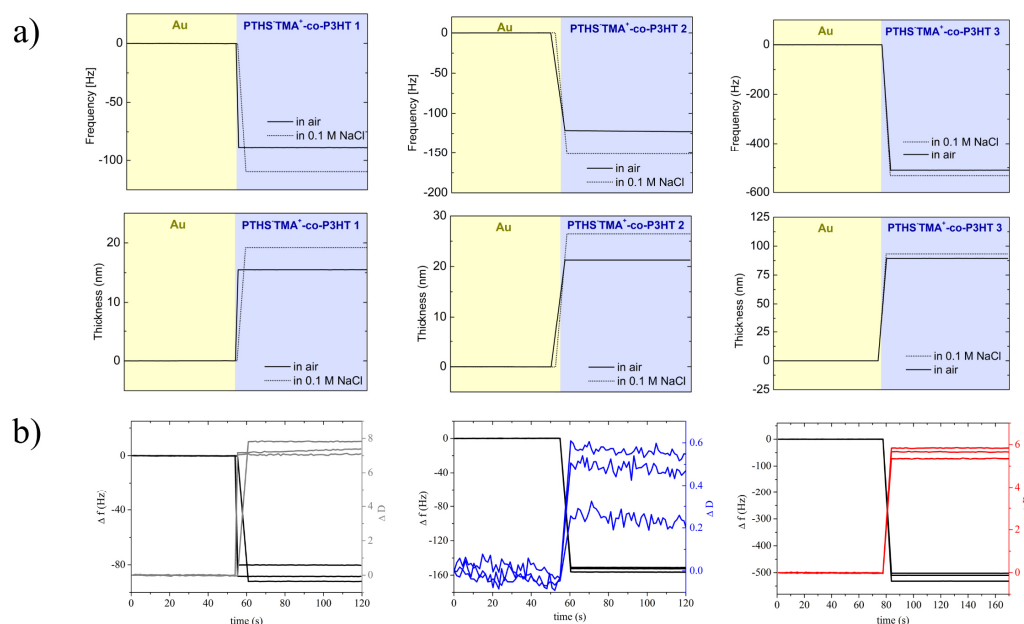 a)
Au
PTHS⁻TMA⁺-co-P3HT 1
0
-50
-100
Frequency [Hz]
in air
in 0.1 M NaCl
Au
PTHS⁻TMA⁺-co-P3HT 2
0
-50
-100
-150
-200
Frequency [Hz]
in air
in 0.1 M NaCl
Au
PTHS⁻TMA⁺-co-P3HT 3
0
-200
-400
-600
Frequency (Hz)
in 0.1 M NaCl
in air
Au
PTHS⁻TMA⁺-co-P3HT 1
20
10
0
Thickness (nm)
in air
in 0.1 M NaCl
Au
PTHS⁻TMA⁺-co-P3HT 2
30
20
10
0
Thickness (nm)
in air
in 0.1 M NaCl
Au
PTHS⁻TMA⁺-co-P3HT 3
125
100
75
50
25
0
-25
Thickness (nm)
in 0.1 M NaCl
in air
b)
0
-40
-80
Δ f (Hz)
8
6
4
2
0
Δ D
0 20 40 60 80 100 120
time (s)
0
-40
-80
-120
-160
Δ f (Hz)
0.6
0.4
0.2
0.0
Δ D
0 20 40 60 80 100 120
time (s)
0
-50
-100
-150
-200
-250
-300
-350
-400
-450
-500
Δ f (Hz)
6
4
2
0
0 20 40 60 80 100 120 140 160
time (s)